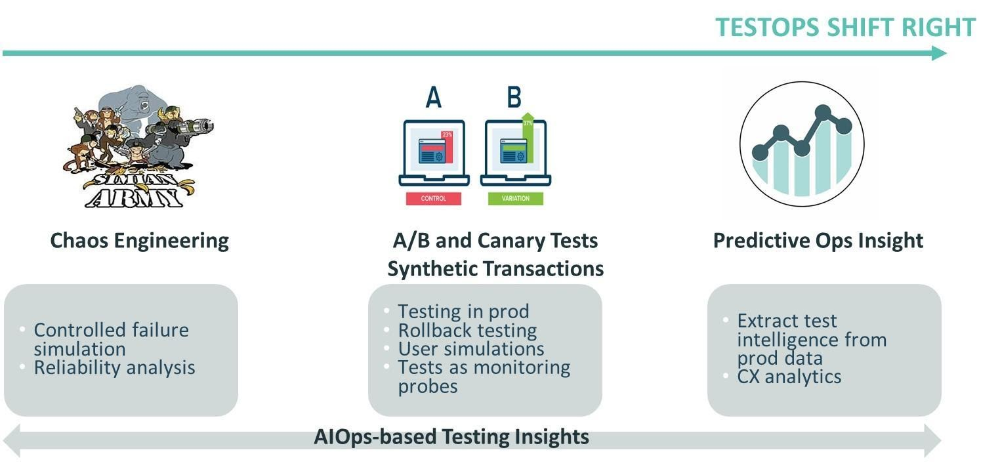 TESTOPS SHIFT RIGHT
SIMIAN
ARMY
A
B
23%
37%
CONTROL
VARIATION
Chaos Engineering
A/B and Canary Tests
Synthetic Transactions
Predictive Ops Insight
• Controlled failure
simulation
• Reliability analysis
• Testing in prod
• Rollback testing
• User simulations
• Tests as monitoring
probes
• Extract test
intelligence from
prod data
• CX analytics
AIOps-based Testing Insights